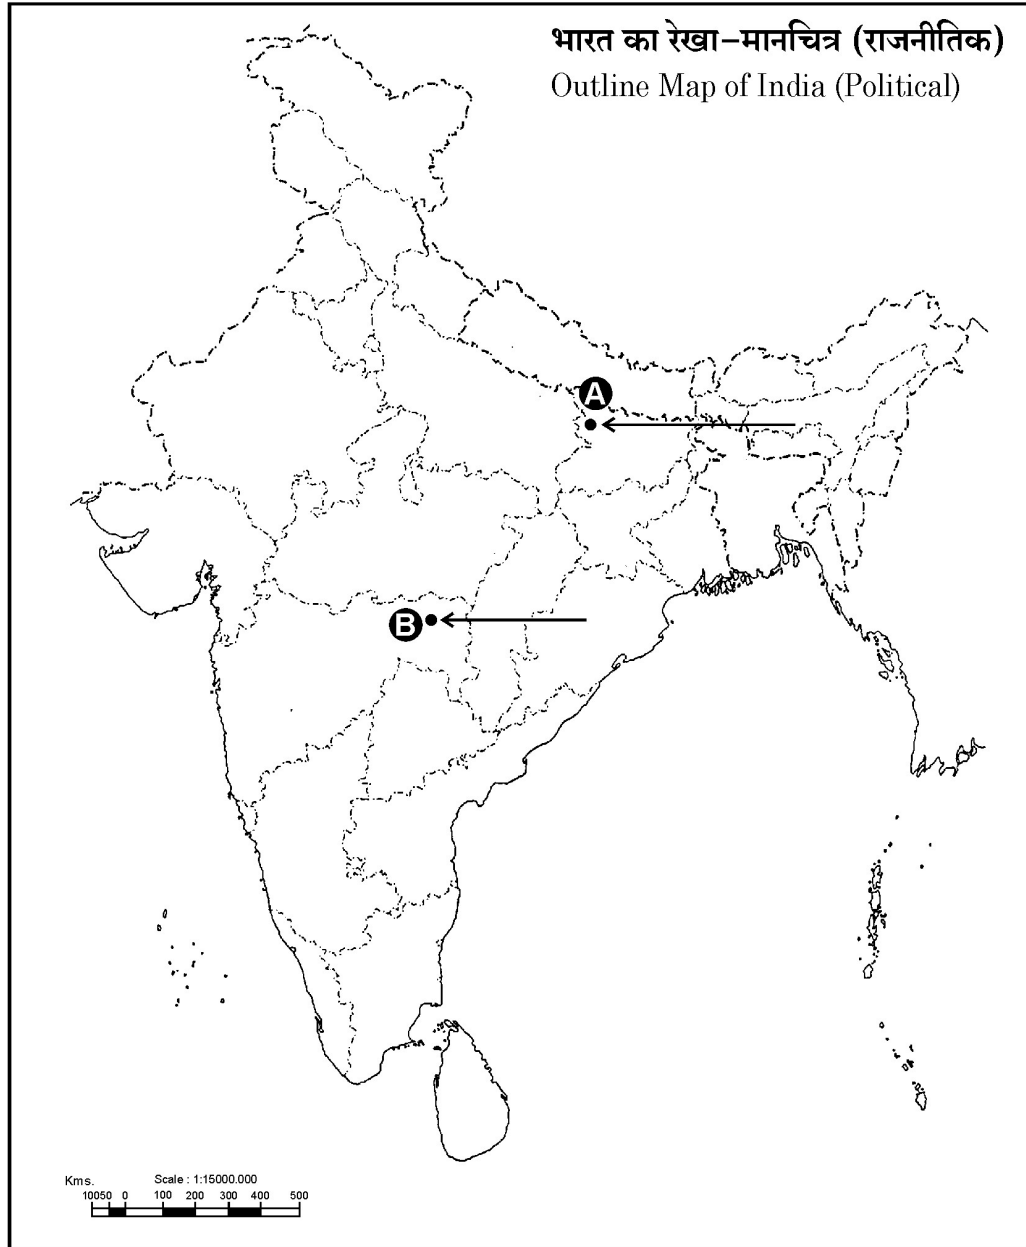 भारत का रेखा-मानचित्र (राजनीतिक)
Outline Map of India (Political)
A
B
Kms.
Scale : 1:15000.000
10050 0 100 200 300 400 500